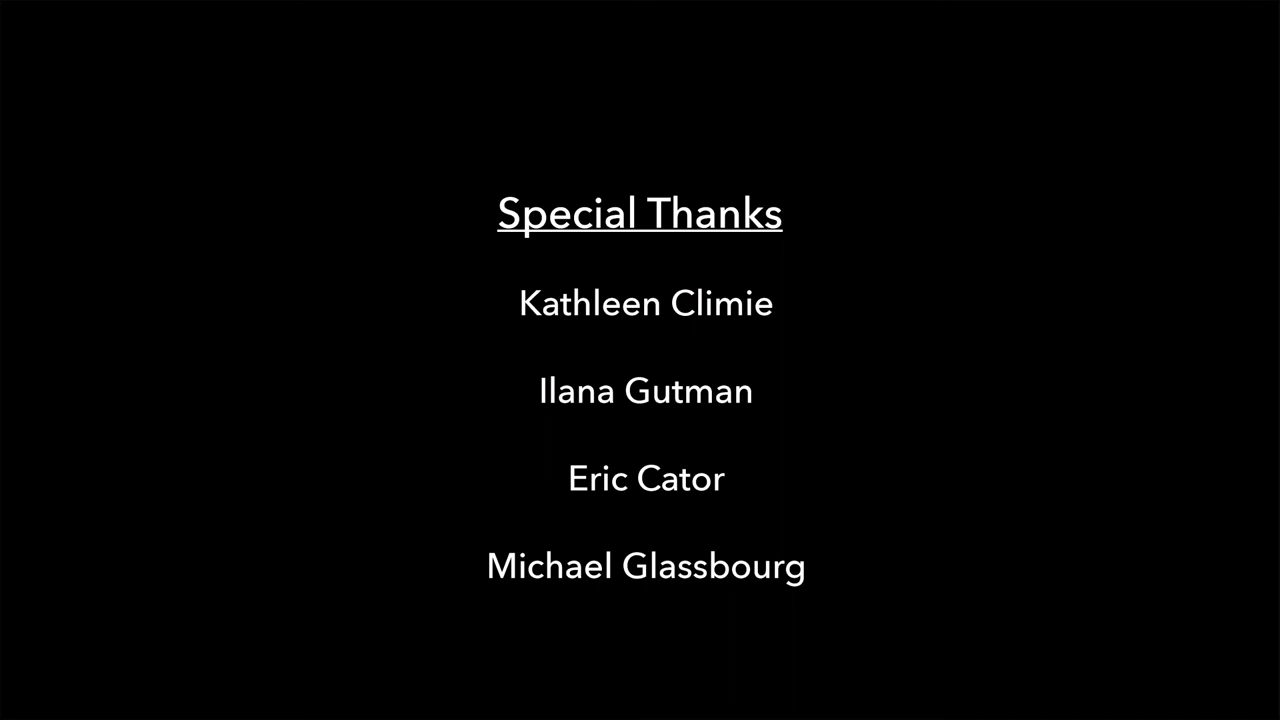 Special Thanks
Kathleen Climie
Ilana Gutman
Eric Cator
Michael Glassbourg